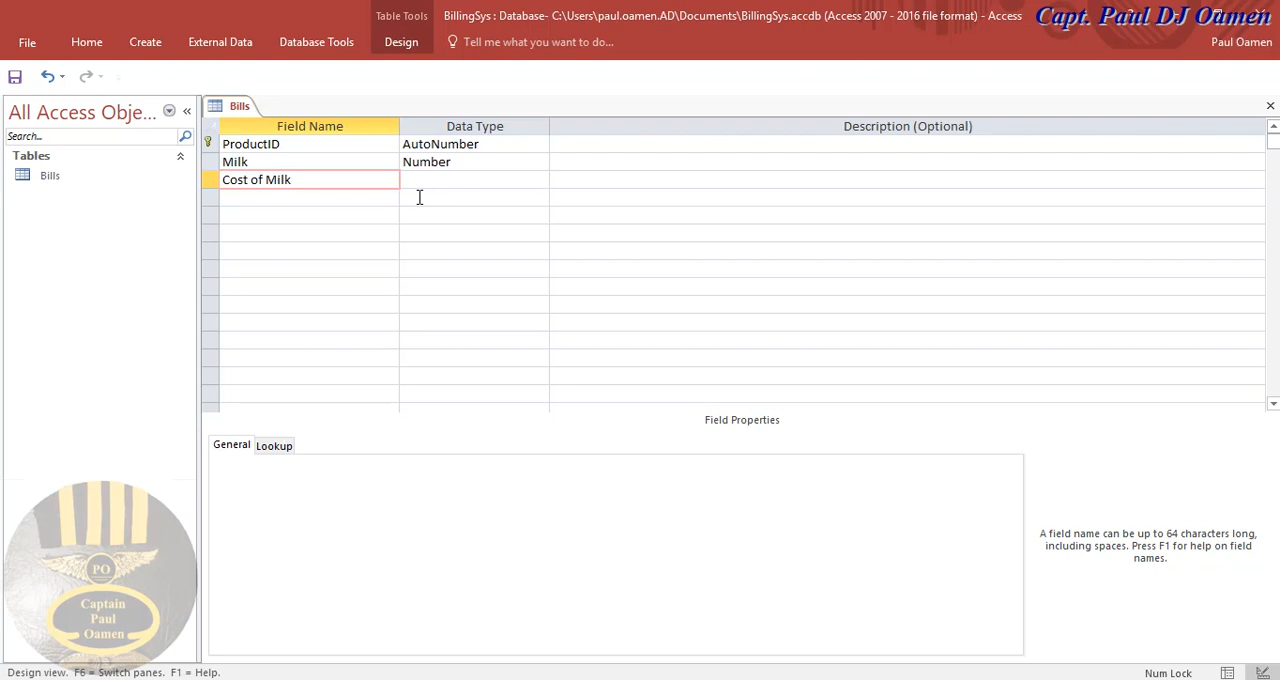 Table Tools
BillingSys : Database- C:\Users\paul.oamen.AD\Documents\BillingSys.accdb (Access 2007 - 2016 file format) - Access
Capt. Paul DJ Oamen
File Home Create External Data Database Tools Design Tell me what you want to do... Paul Oamen
All Access Obje... «
Search...
Tables
Bills
Bills
Field Name Data Type Description (Optional)
ProductID AutoNumber
Milk Number
Cost of Milk
Field Properties
General Lookup
A field name can be up to 64 characters long,
including spaces. Press F1 for help on field
names.
PO
Captain
Paul
Oamen
Design view. F6 = Switch panes. F1 = Help.
Num Lock